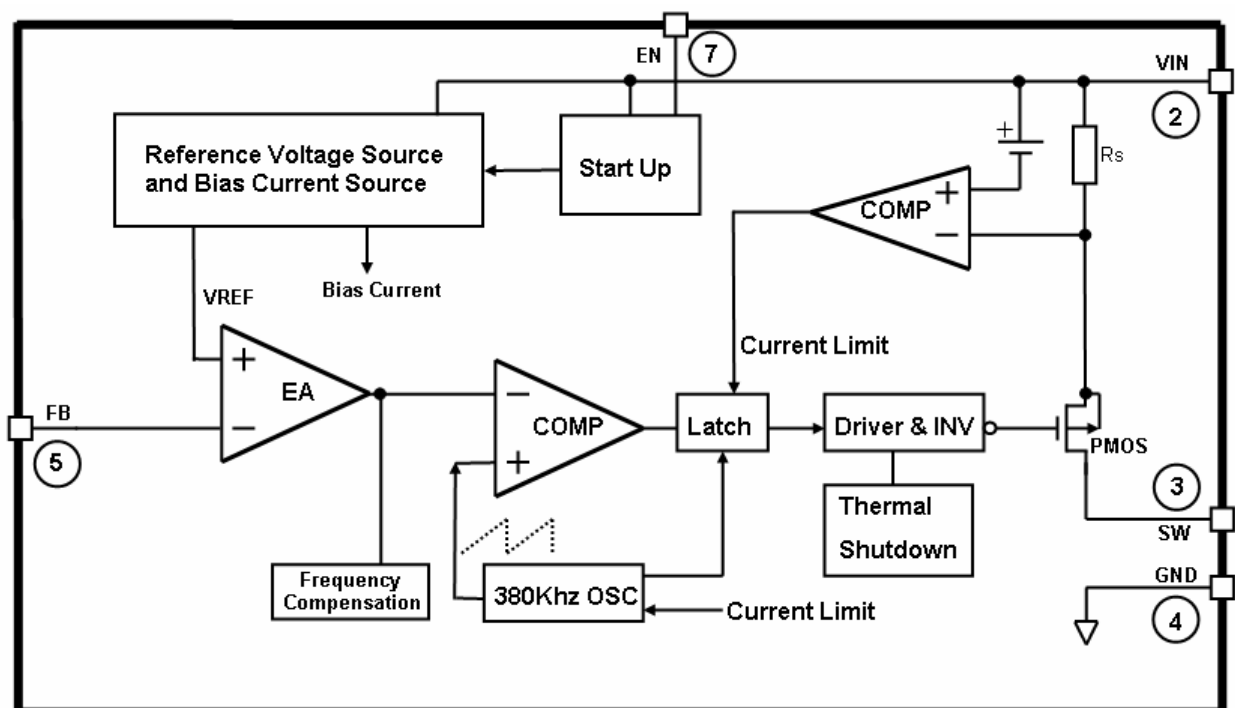 EN
7
VIN
2
Reference Voltage Source
and Bias Current Source
Start Up
+
Rs
+
COMP
−
VREF
Bias Current
Current Limit
+
EA
−
FB
5
−
COMP
+
Latch
Driver & INV
PMOS
3
SW
Thermal
Shutdown
Frequency
Compensation
380Khz OSC
Current Limit
GND
4